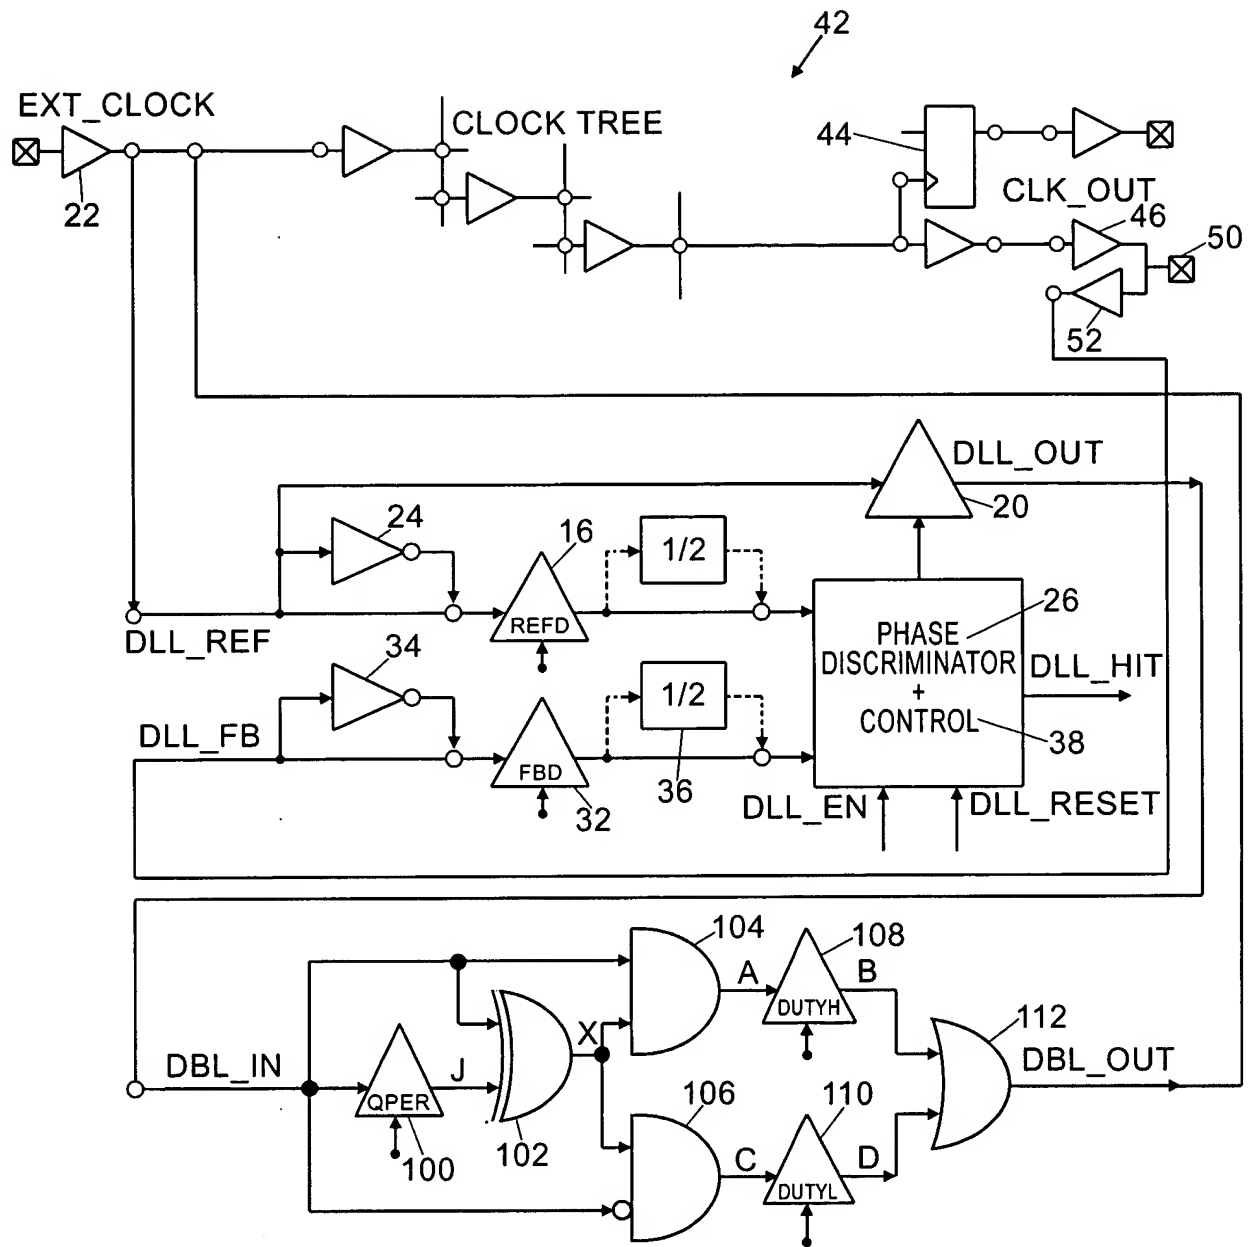 42
EXT_CLOCK
CLOCK TREE
44
22
CLK_OUT
46
50
52
DLL_OUT
20
24
16
1/2
REFD
DLL_REF
PHASE
DISCRIMINATOR
+
CONTROL
26
38
DLL_HIT
34
1/2
DLL_FB
FBD
32
36
DLL_EN
DLL_RESET
104
108
A
B
DUTYH
X
112
DBL_IN
J
DBL_OUT
QPER
100
102
106
110
C
D
DUTYL